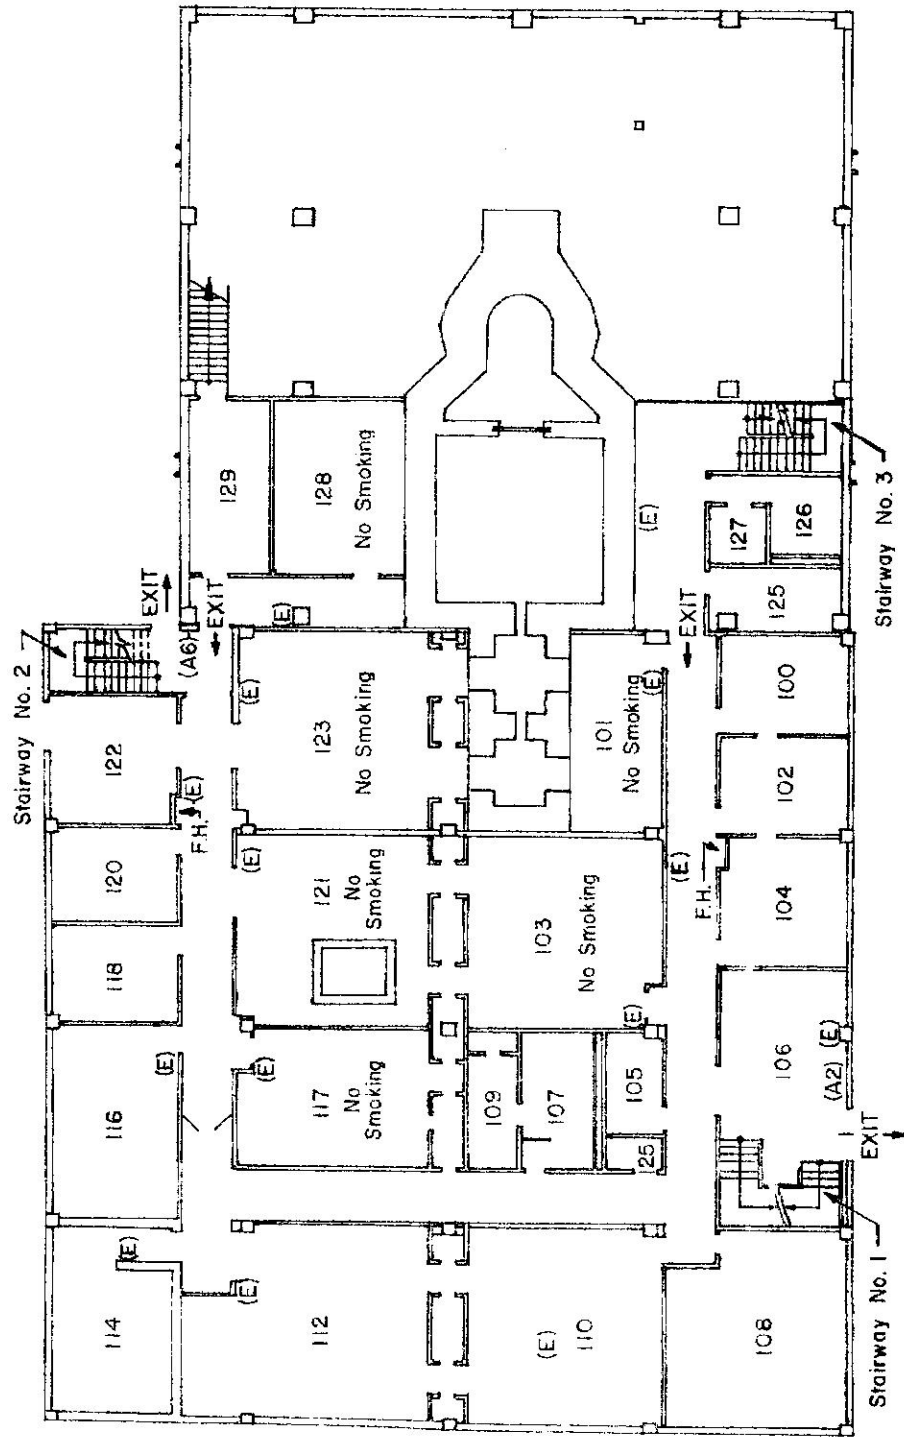 Stairway No. 2
EXIT
(A6)
EXIT
129
128
No Smoking
(E)
122
(E)
F.H.
(E)
123
No Smoking
120
118
(E)
121
No
Smoking
116
(E)
(E)
117
No
Smoking
114
(E)
(E)
112
(E)
127
126
125
Stairway No. 3
EXIT
101
No Smoking
(E)
100
102
(E)
F.H.
103
No Smoking
(E)
104
109
107
105
125
106
(A2) (E)
EXIT
(E)
110
108
Stairway No. 1